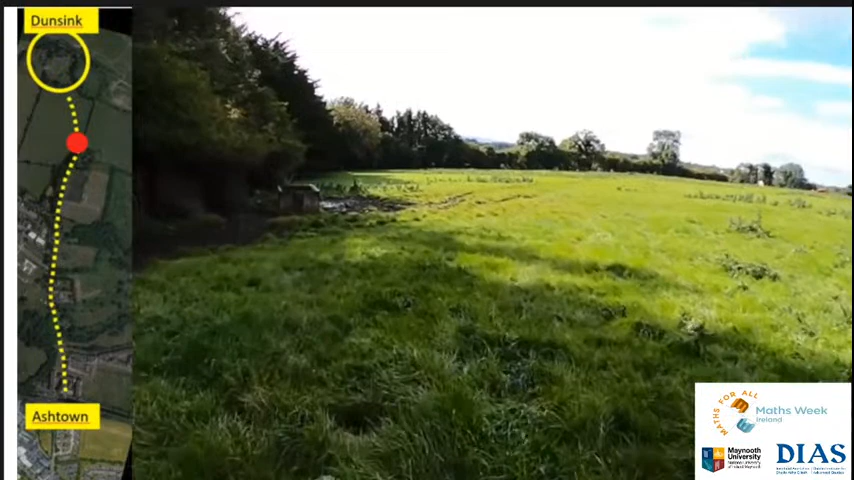 Dunsink
Ashtown
MATHS FOR ALL
Maths Week
Ireland
Maynooth
University
DIAS